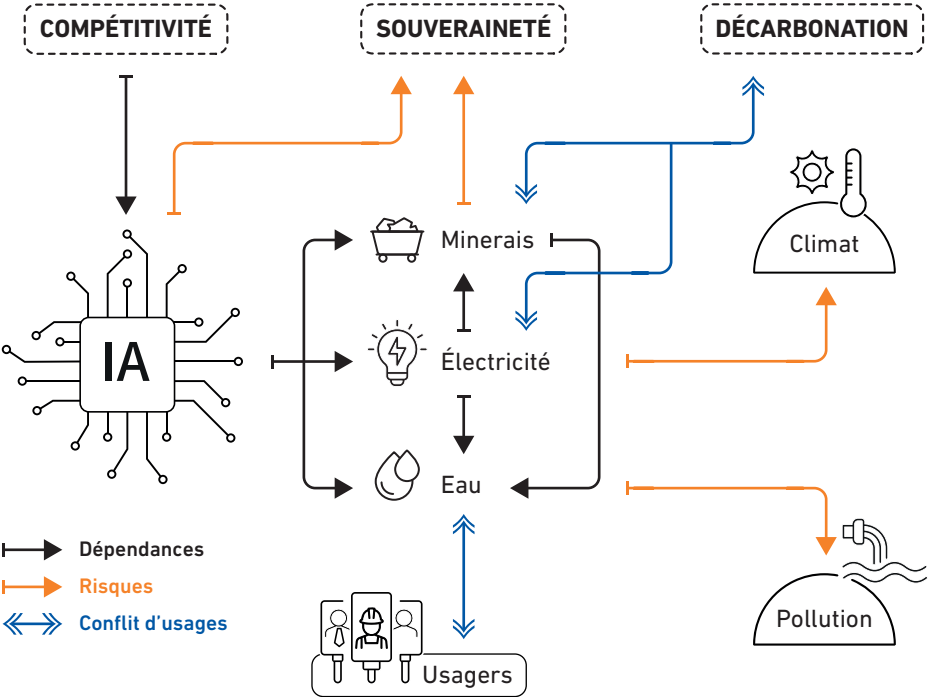 COMPÉTITIVITÉ
SOUVERAINETÉ
DÉCARBONATION
Minerais
Climat
IA
Électricité
Eau
Dépendances
Risques
Conflit d'usages
Pollution
Usagers